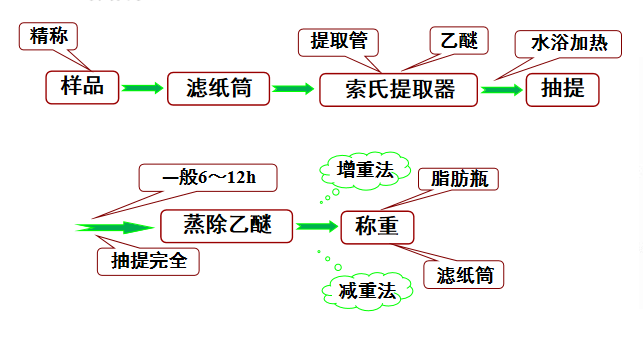 精称
提取管
乙醚
水浴加热
样品
滤纸筒
索氏提取器
抽提
一般6～12h
增重法
脂肪瓶
蒸除乙醚
称重
抽提完全
减重法
滤纸筒